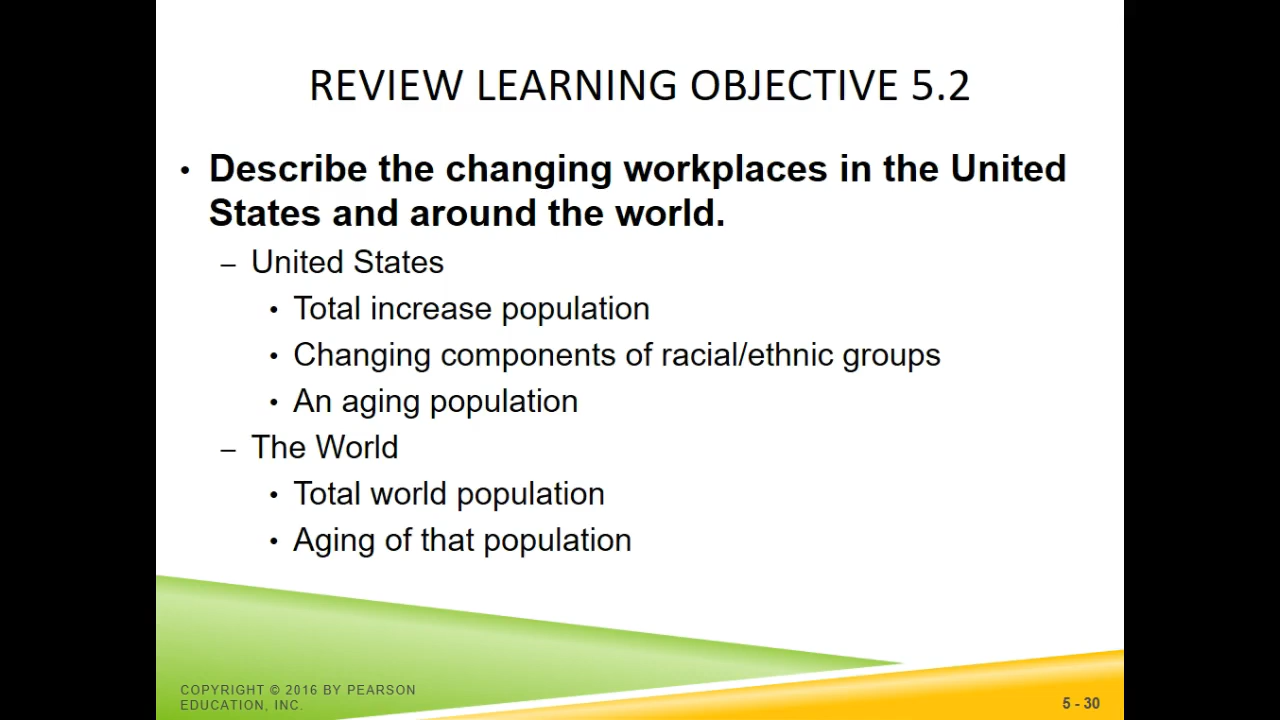 REVIEW LEARNING OBJECTIVE 5.2
• Describe the changing workplaces in the United
States and around the world.
– United States
• Total increase population
• Changing components of racial/ethnic groups
• An aging population
– The World
• Total world population
• Aging of that population
COPYRIGHT © 2016 BY PEARSON
EDUCATION, INC.
5 - 30